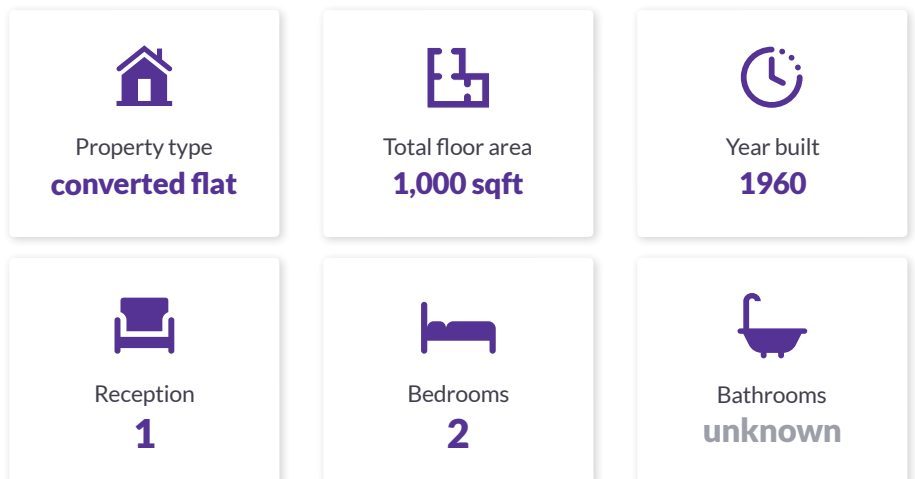 Property type
converted flat
Total floor area
1,000 sqft
Year built
1960
Reception
1
Bedrooms
2
Bathrooms
unknown